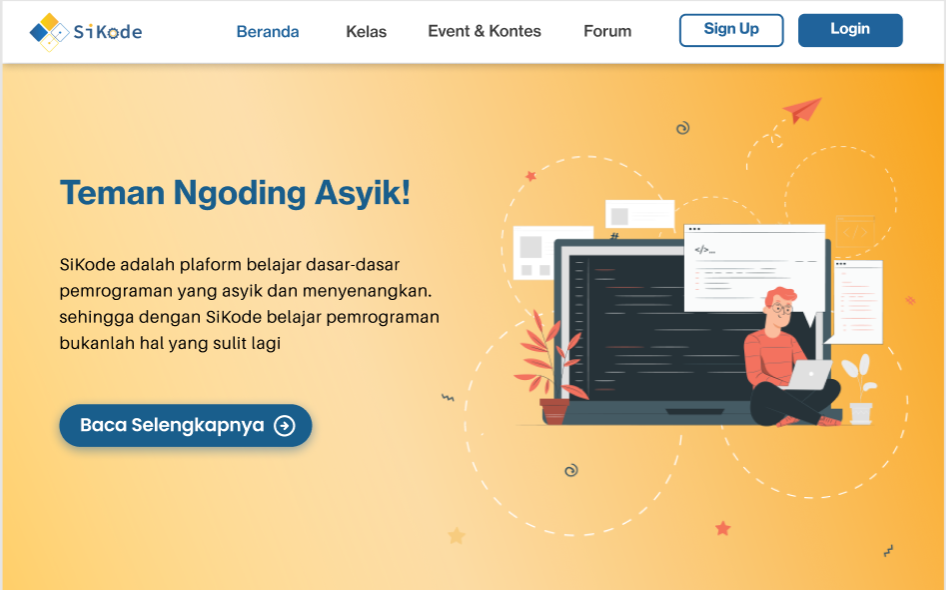 SiKode
Beranda
Kelas
Event & Kontes
Forum
Sign Up
Login
Teman Ngoding Asyik!
SiKode adalah plaform belajar dasar-dasar
pemrograman yang asyik dan menyenangkan.
sehingga dengan SiKode belajar pemrograman
bukanlah hal yang sulit lagi
Baca Selengkapnya
#
</>_
</>